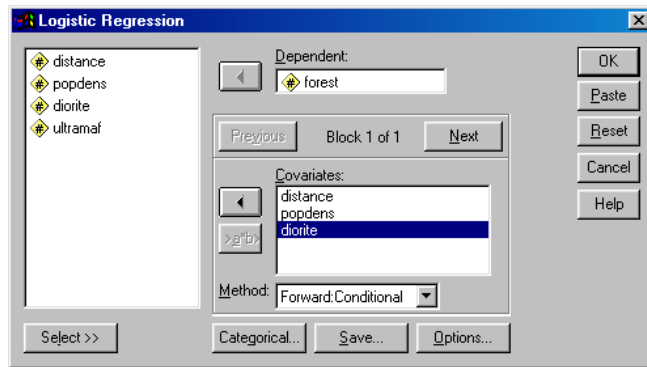 Logistic Regression
distance
popdens
diorite
ultramaf
Dependent:
forest
Previous
Block 1 of 1
Next
Covariates:
distance
popdens
diorite
>a*b>
Method:
Forward:Conditional
Select >>
Categorical...
Save...
Options...
OK
Paste
Reset
Cancel
Help